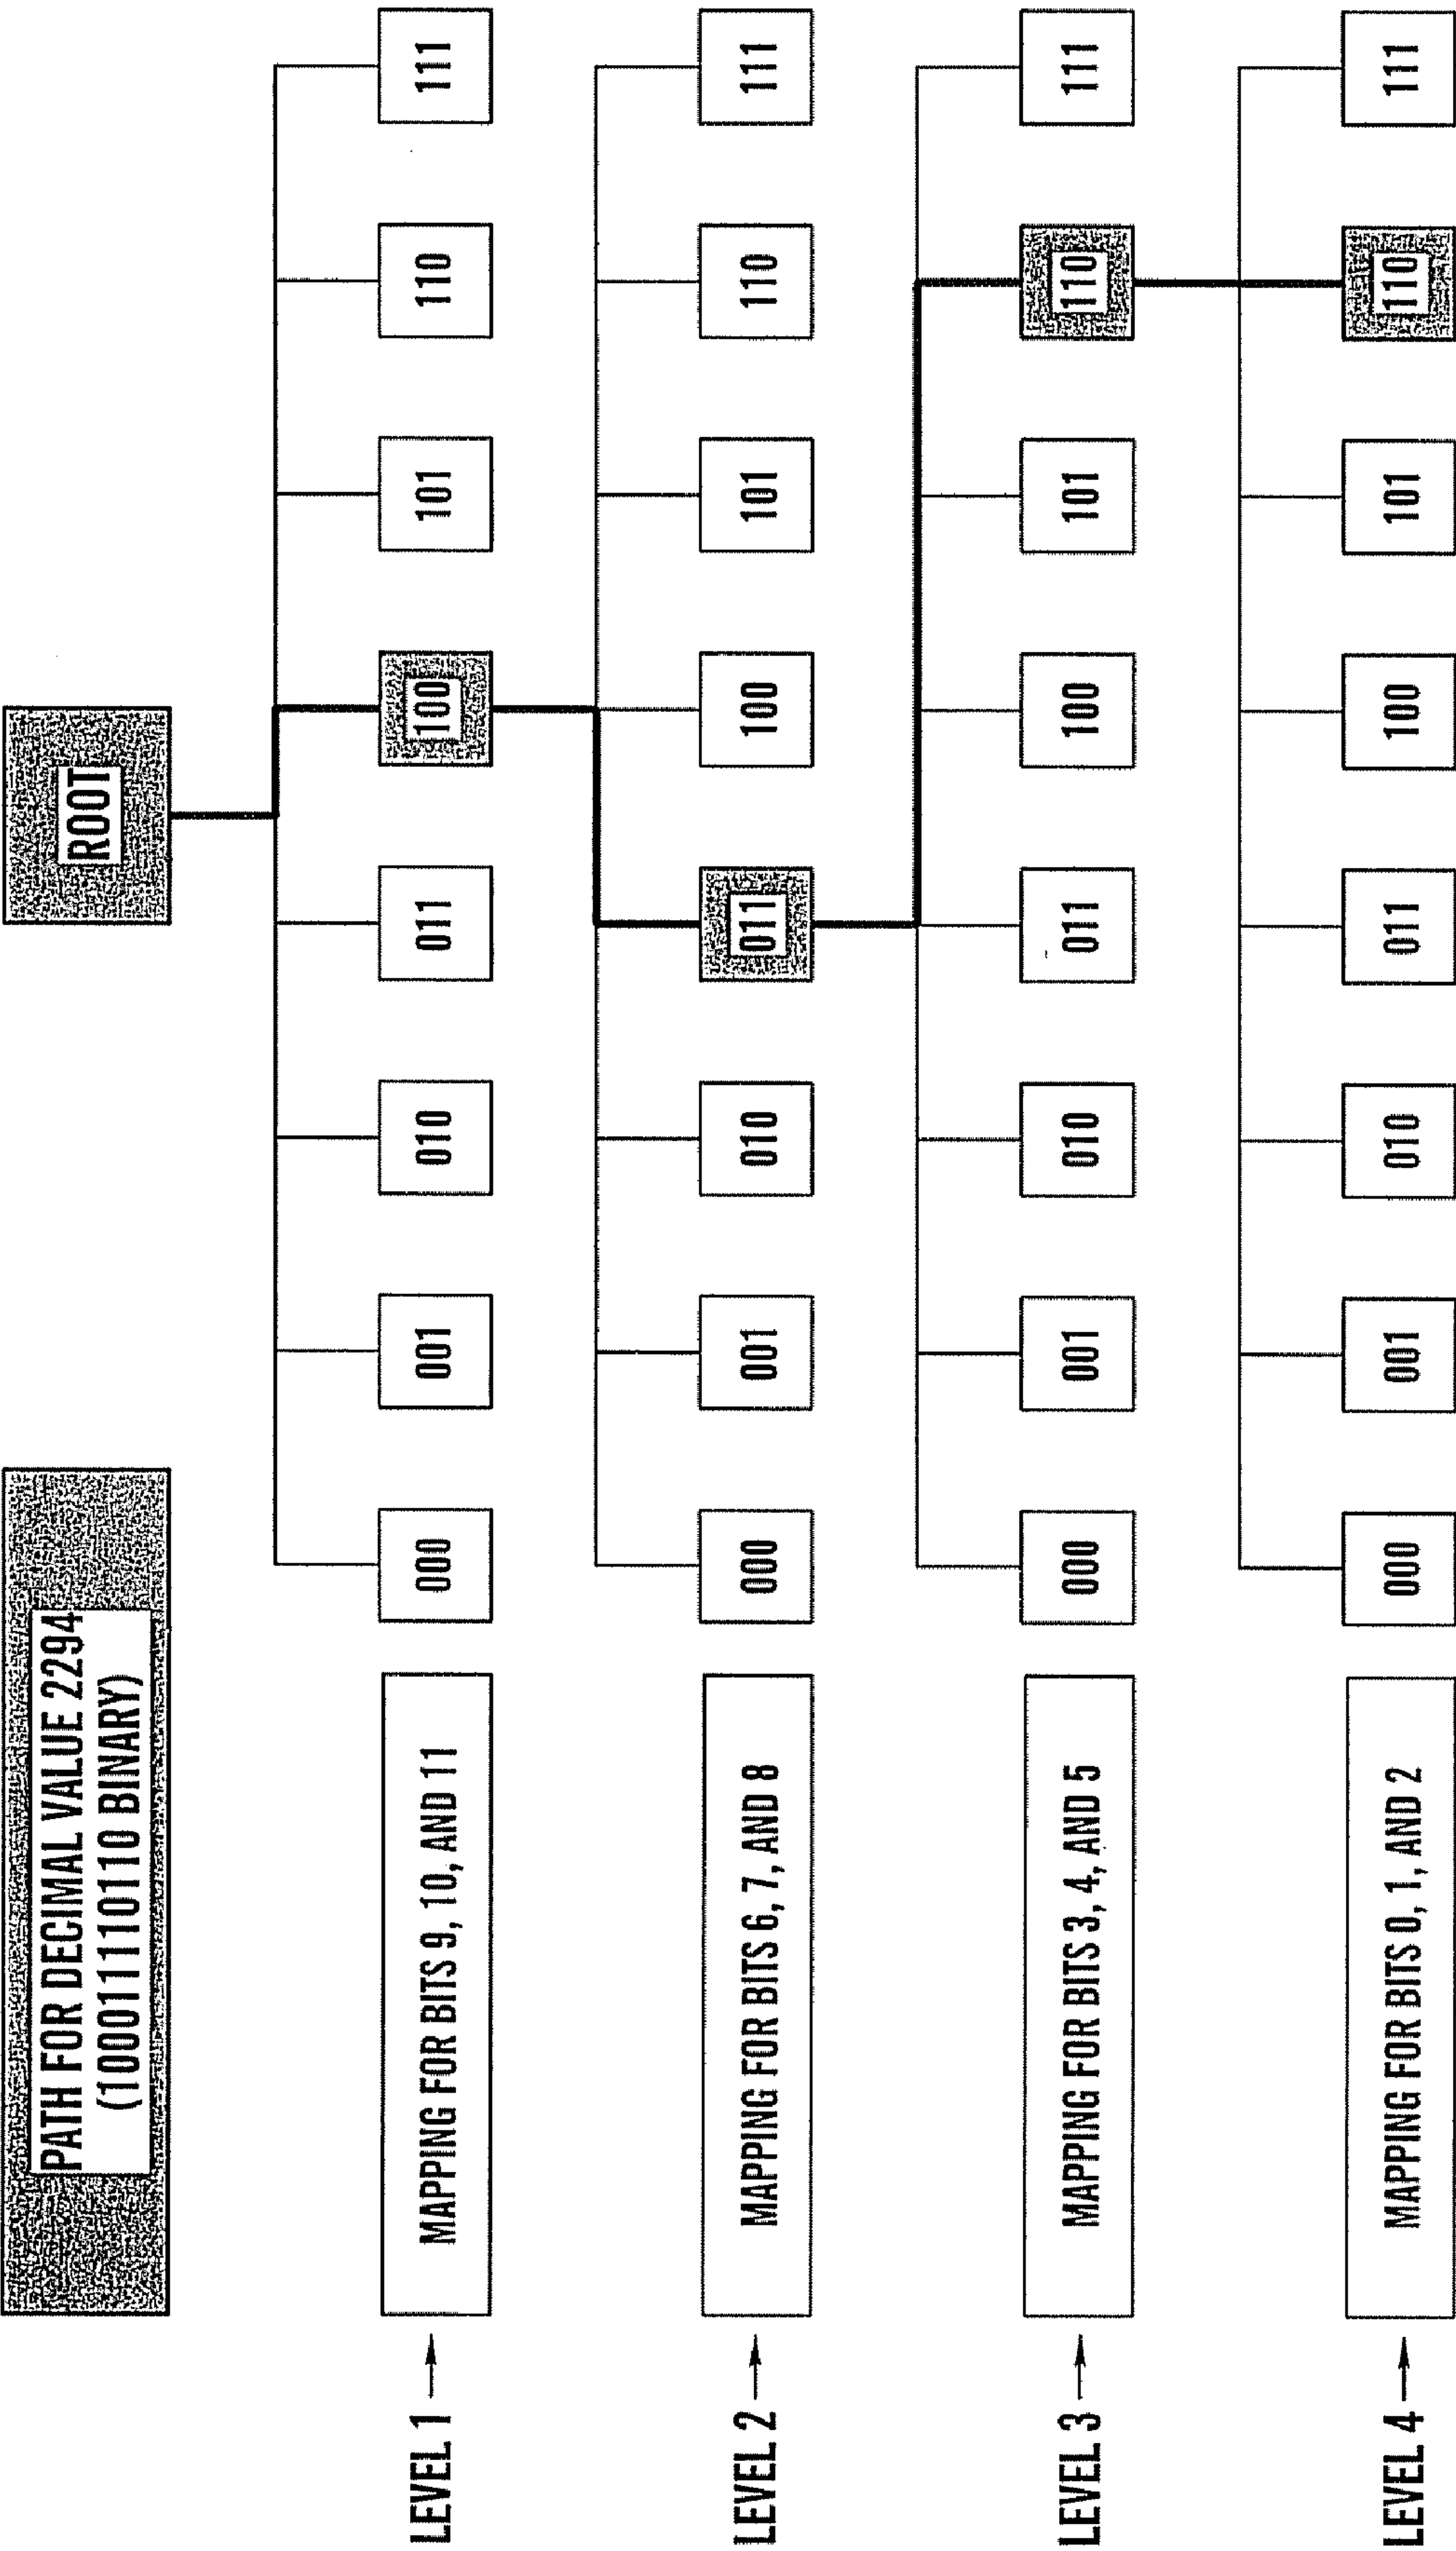 PATH FOR DECIMAL VALUE 2294
(100011110110 BINARY)
ROOT
LEVEL 1
MAPPING FOR BITS 9, 10, AND 11
000
001
010
011
100
101
110
111
LEVEL 2
MAPPING FOR BITS 6, 7, AND 8
000
001
010
011
100
101
110
111
LEVEL 3
MAPPING FOR BITS 3, 4, AND 5
000
001
010
011
100
101
110
111
LEVEL 4
MAPPING FOR BITS 0, 1, AND 2
000
001
010
011
100
101
110
111